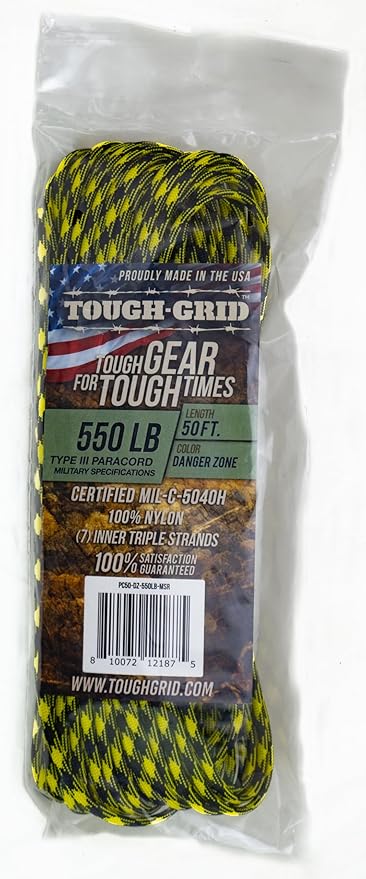 PROUDLY MADE IN THE USA
TOUGH-GRID™
TOUGH GEAR
FOR TOUGH TIMES
550 LB
TYPE III PARACORD
MILITARY SPECIFICATIONS
LENGTH
50 FT.
COLOR
DANGER ZONE
CERTIFIED MIL-C-5040H
100% NYLON
(7) INNER TRIPLE STRANDS
100% SATISFACTION
GUARANTEED
PC50-DZ-550LB-MSR
8 10072 12187 5
WWW.TOUGHGRID.COM